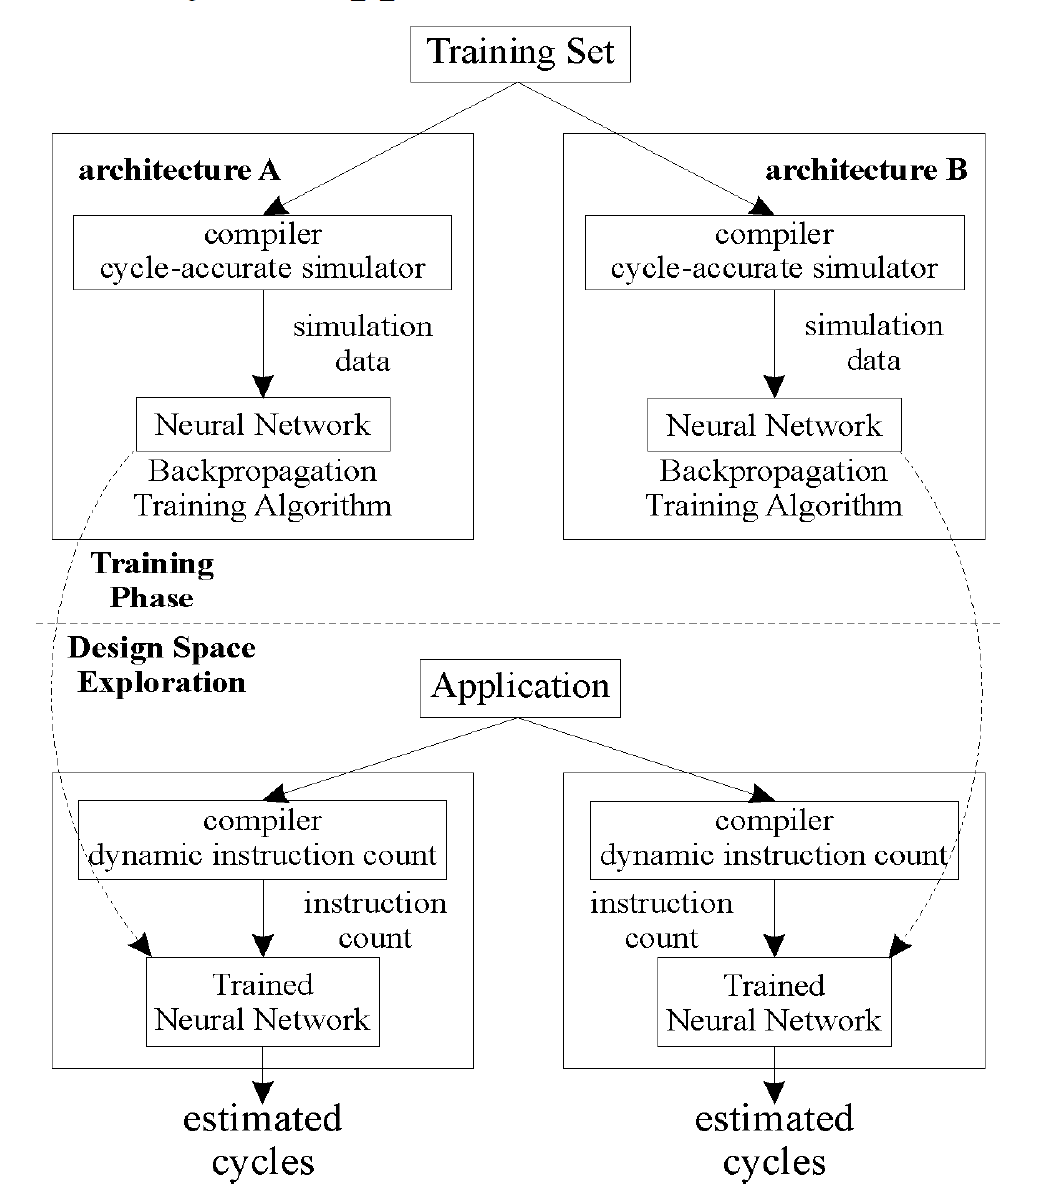 Training Set
architecture A
compiler
cycle-accurate simulator
simulation
data
Neural Network
Backpropagation
Training Algorithm
architecture B
compiler
cycle-accurate simulator
simulation
data
Neural Network
Backpropagation
Training Algorithm
Training
Phase
Design Space
Exploration
Application
compiler
dynamic instruction count
instruction
count
Trained
Neural Network
estimated
cycles
compiler
dynamic instruction count
instruction
count
Trained
Neural Network
estimated
cycles